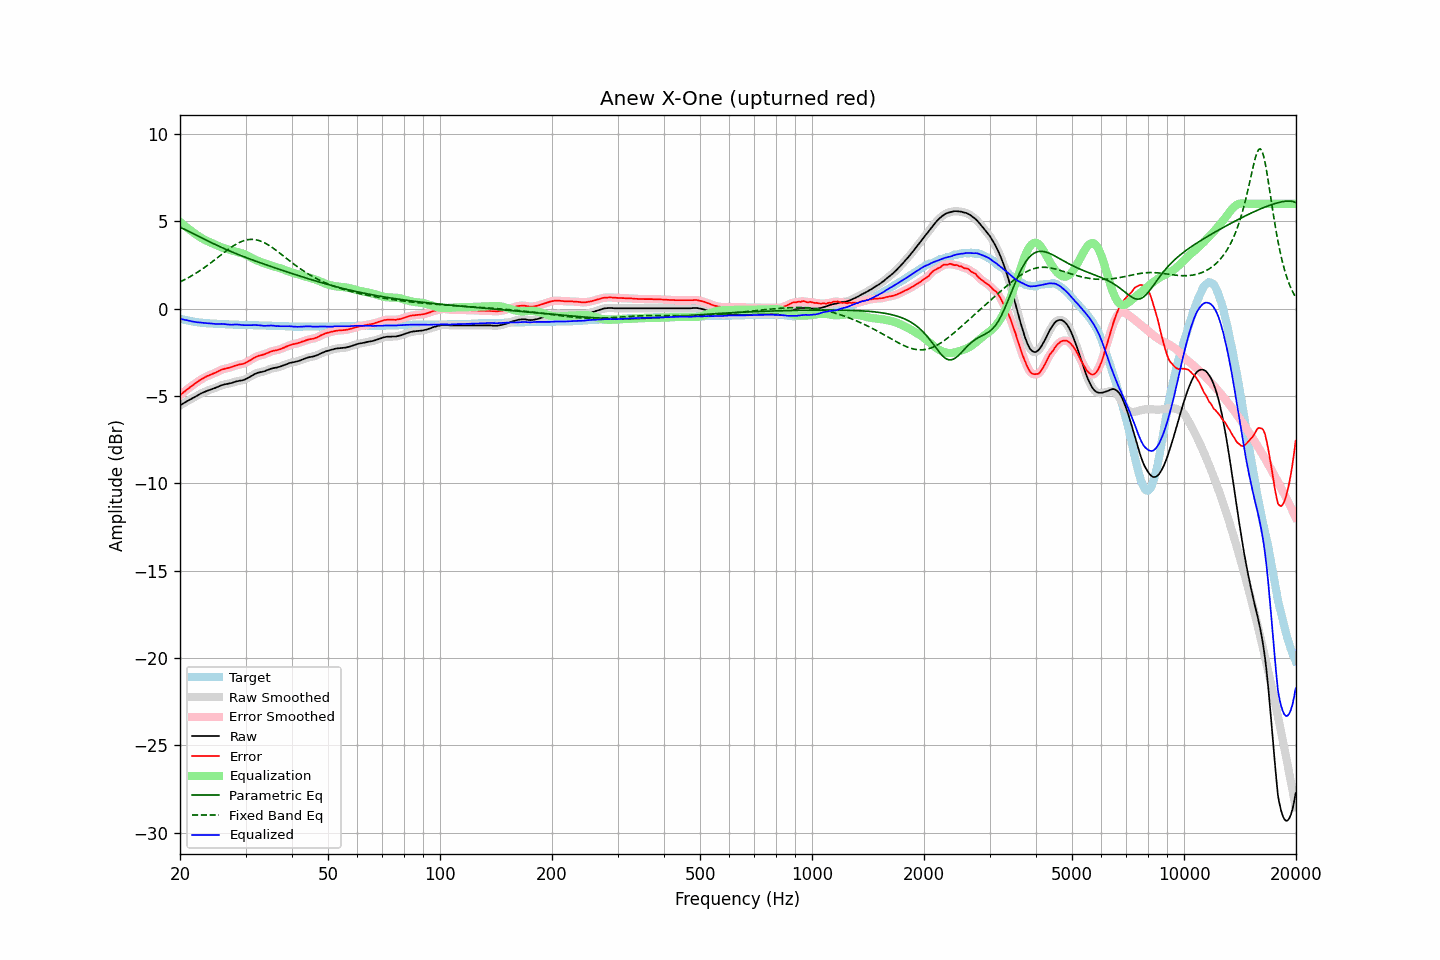 Anew X-One (upturned red)
Amplitude (dBr)
10
5
0
−5
−10
−15
−20
−25
−30
Target
Raw Smoothed
Error Smoothed
Raw
Error
Equalization
Parametric Eq
Fixed Band Eq
Equalized
20 50 100 200 500 1000 2000 5000 10000 20000
Frequency (Hz)